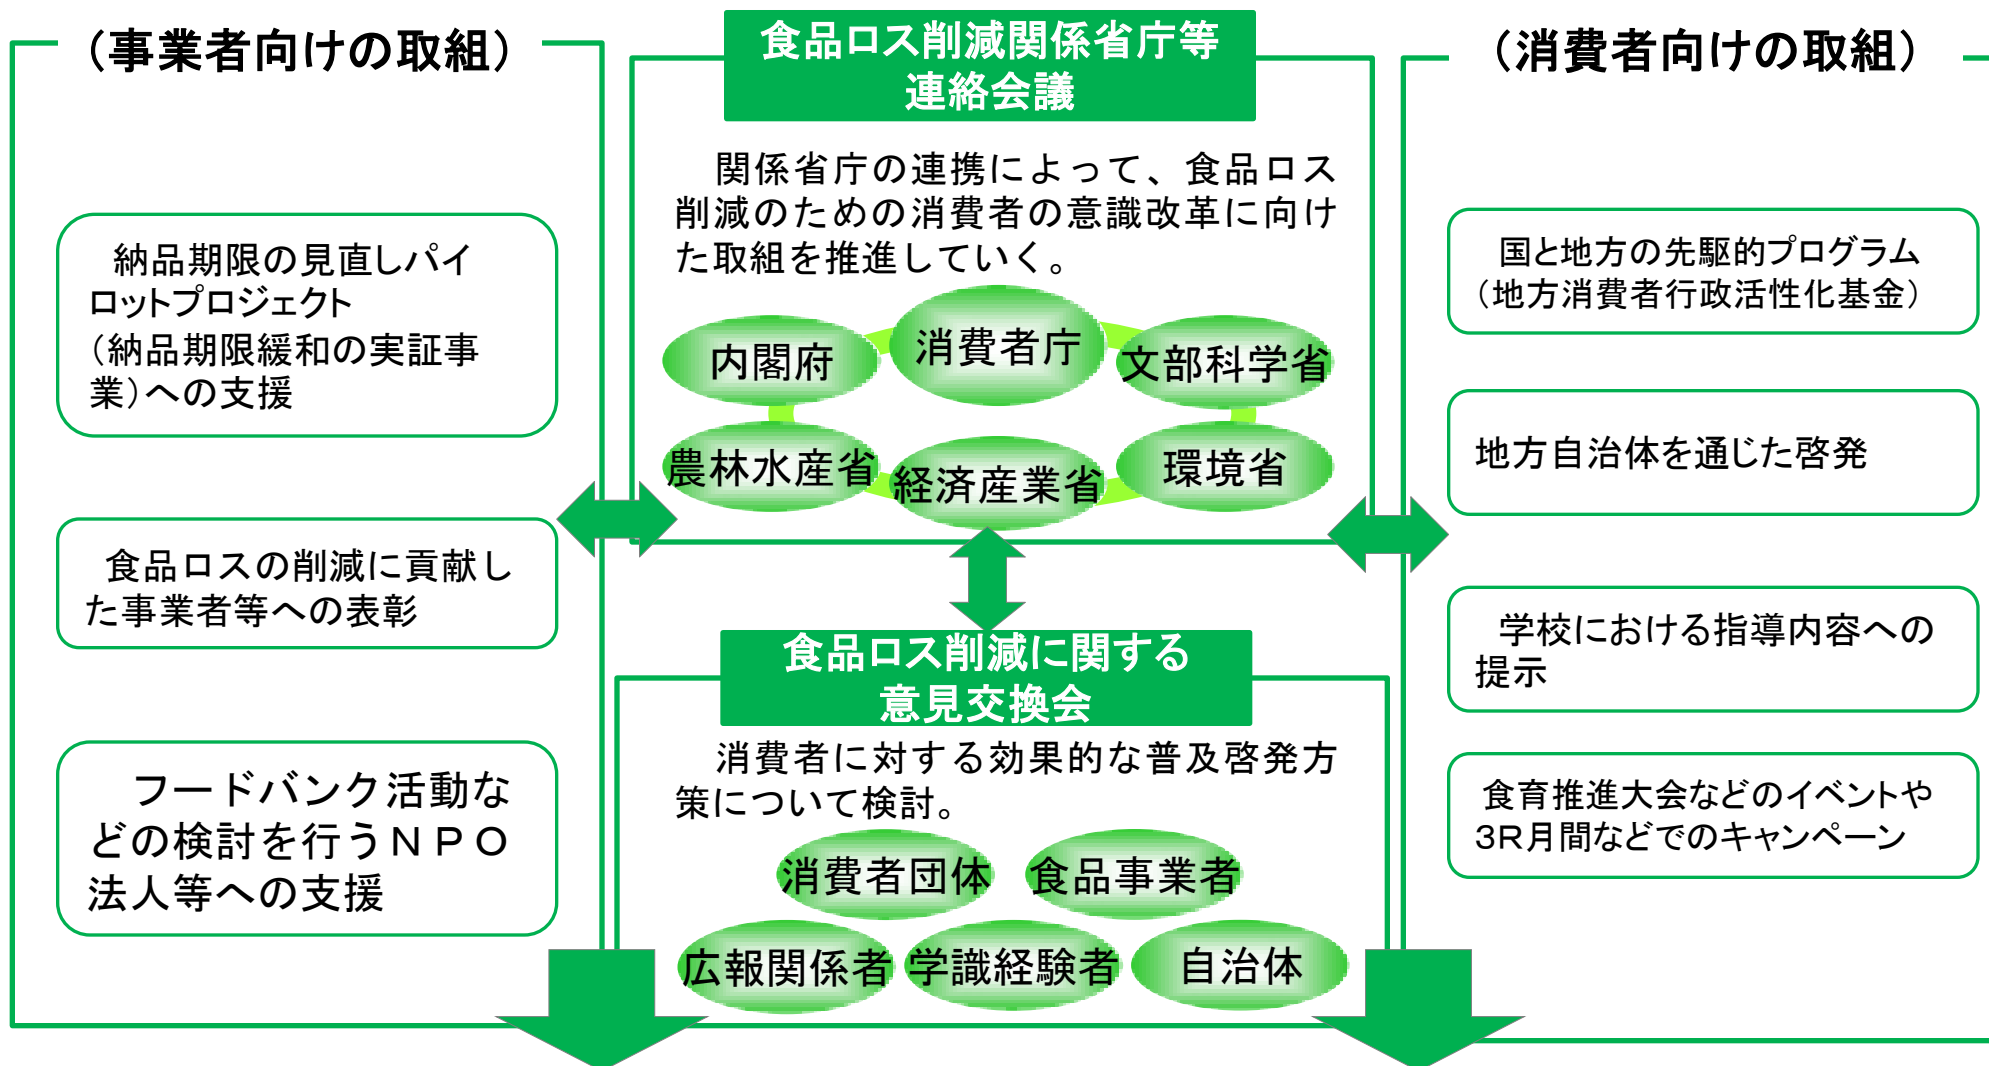 （事業者向けの取組）
納品期限の見直しパイ
ロットプロジェクト
（納品期限緩和の実証事
業）への支援
食品ロスの削減に貢献し
た事業者等への表彰
フードバンク活動な
どの検討を行うＮＰＯ
法人等への支援
食品ロス削減関係省庁等
連絡会議
関係省庁の連携によって、食品ロス
削減のための消費者の意識改革に向け
た取組を推進していく。
内閣府
消費者庁
文部科学省
農林水産省
経済産業省
環境省
食品ロス削減に関する
意見交換会
消費者に対する効果的な普及啓発方
策について検討。
消費者団体
食品事業者
広報関係者
学識経験者
自治体
（消費者向けの取組）
国と地方の先駆的プログラム
（地方消費者行政活性化基金）
地方自治体を通じた啓発
学校における指導内容への
提示
食育推進大会などのイベントや
3R月間などでのキャンペーン